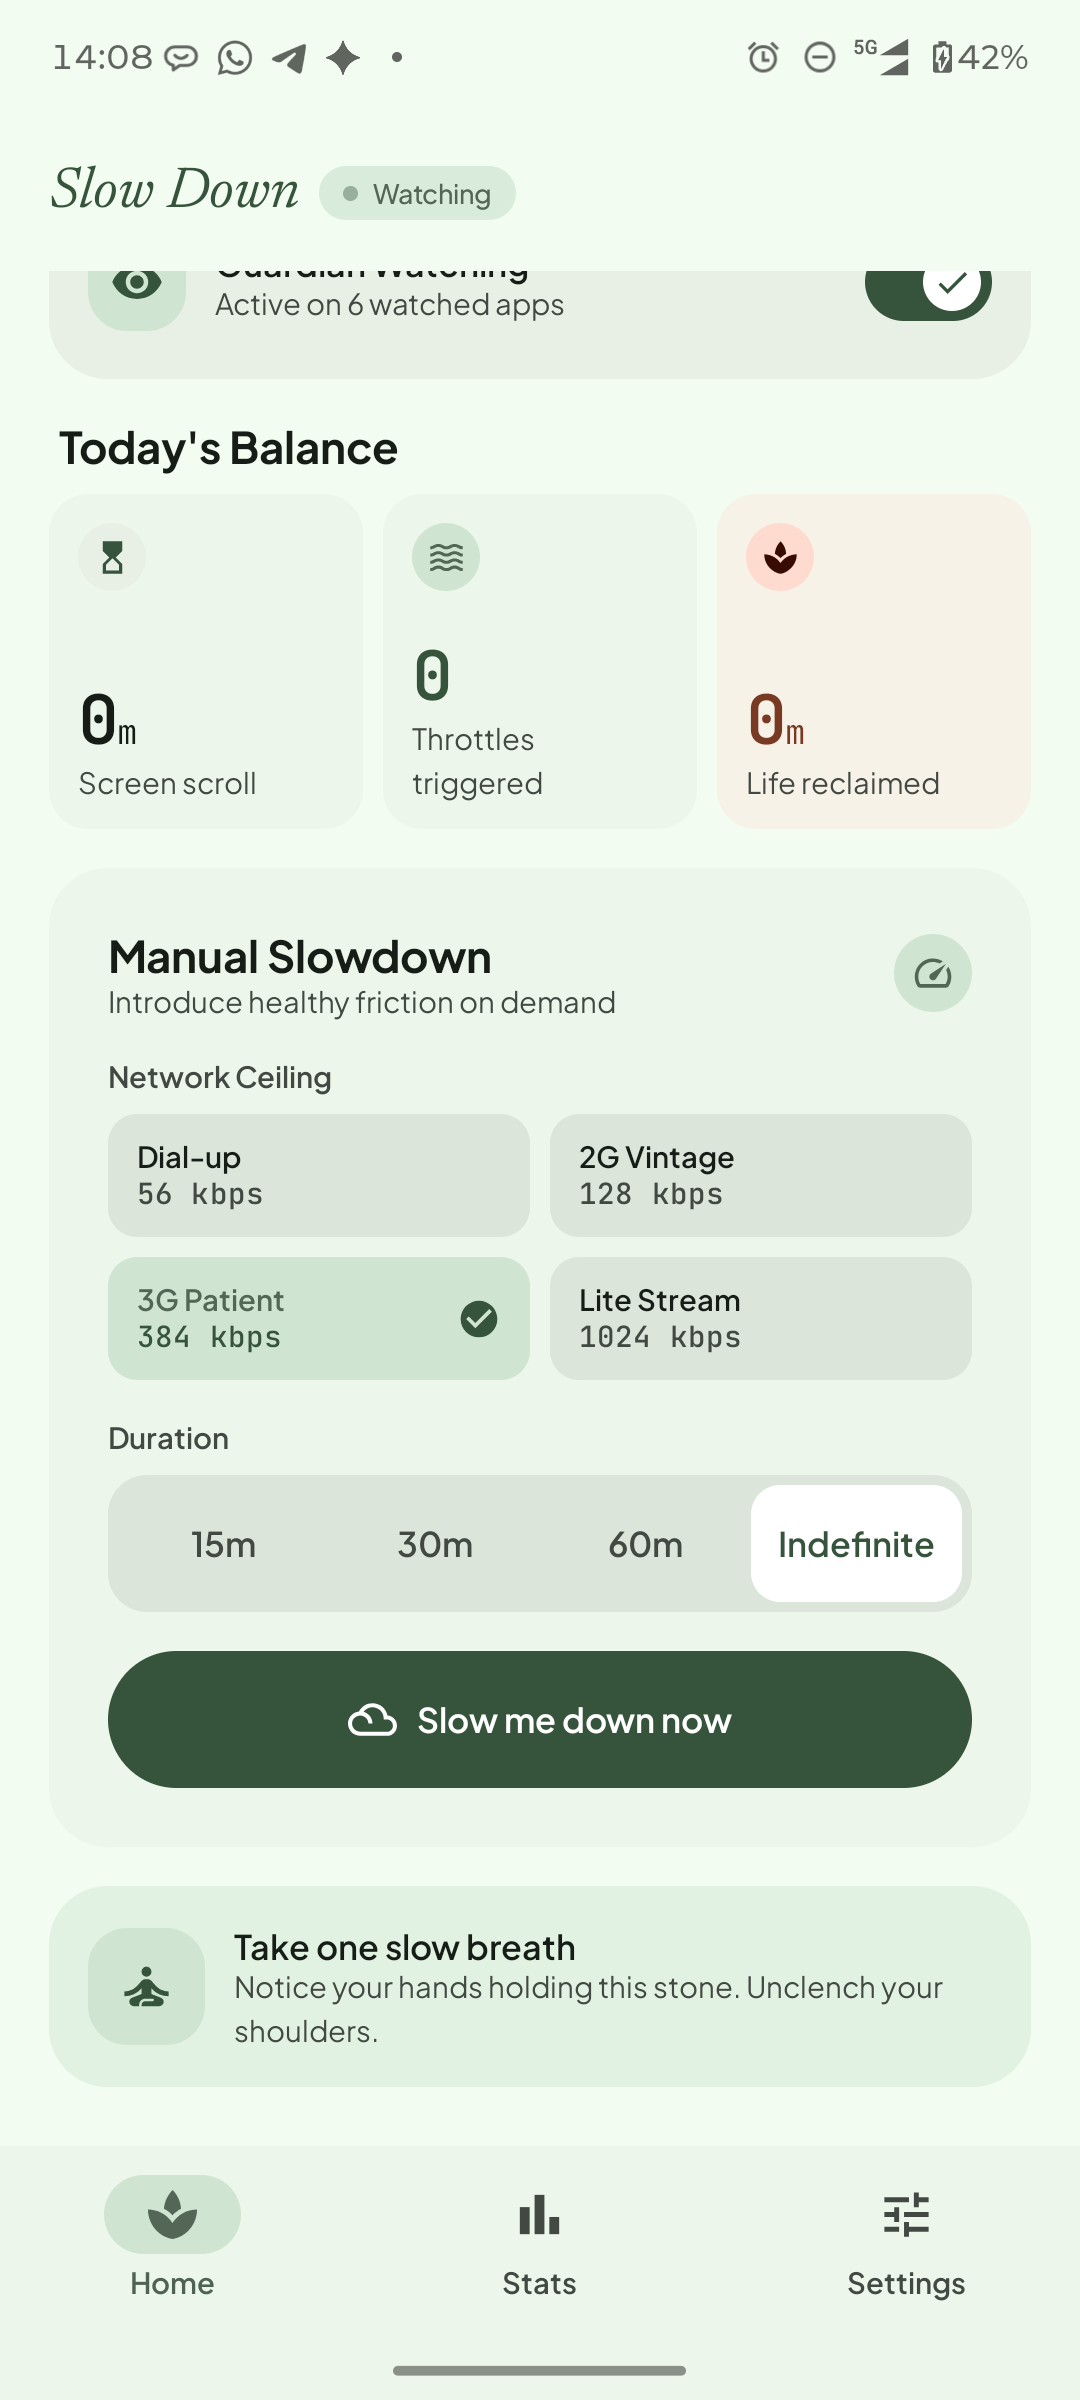 14:08
5G
42%
Slow Down
Watching
Guardian Watching
Active on 6 watched apps
Today's Balance
0m
Screen scroll
0
Throttles
triggered
0m
Life reclaimed
Manual Slowdown
Introduce healthy friction on demand
Network Ceiling
Dial-up
56 kbps
2G Vintage
128 kbps
3G Patient
384 kbps
Lite Stream
1024 kbps
Duration
15m
30m
60m
Indefinite
Slow me down now
Take one slow breath
Notice your hands holding this stone. Unclench your
shoulders.
Home
Stats
Settings